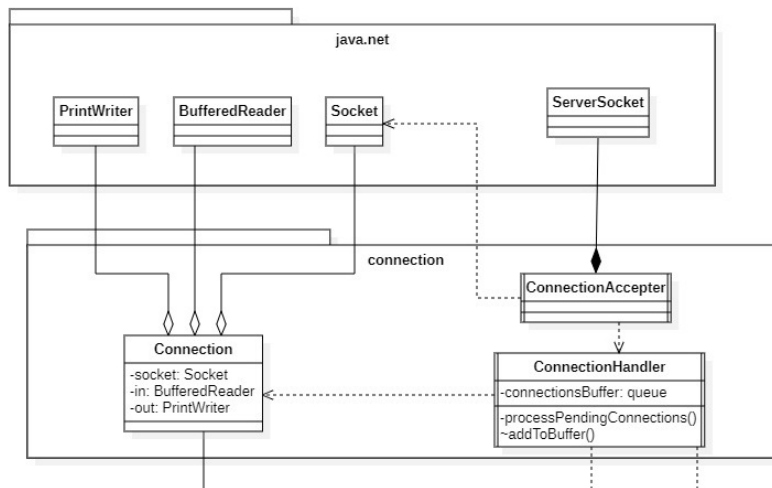 java.net
PrintWriter
BufferedReader
Socket
ServerSocket
connection
ConnectionAccepter
Connection
-socket: Socket
-in: BufferedReader
-out: PrintWriter
ConnectionHandler
-connectionsBuffer: queue
-processPendingConnections()
~addToBuffer()